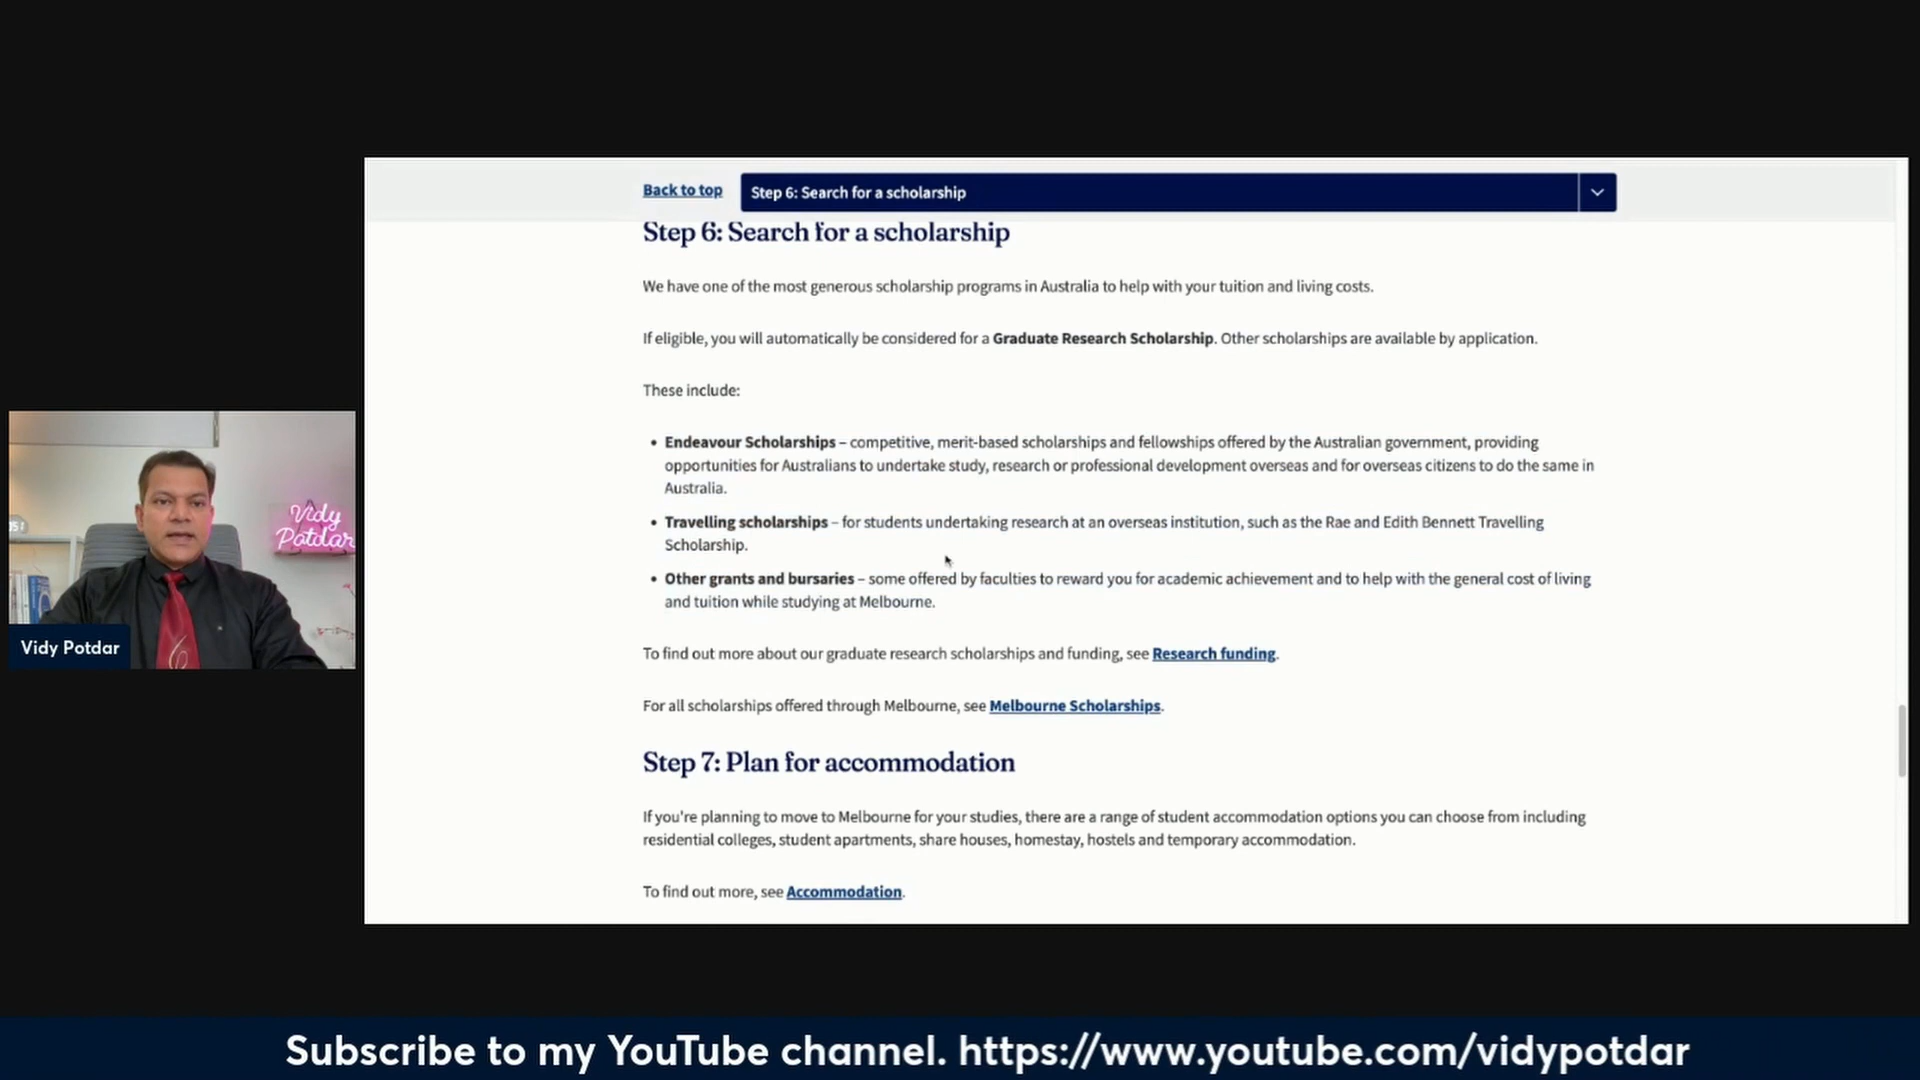 Back to top
Step 6: Search for a scholarship
Step 6: Search for a scholarship
We have one of the most generous scholarship programs in Australia to help with your tuition and living costs.
If eligible, you will automatically be considered for a Graduate Research Scholarship. Other scholarships are available by application.
These include:
• Endeavour Scholarships – competitive, merit-based scholarships and fellowships offered by the Australian government, providing
opportunities for Australians to undertake study, research or professional development overseas and for overseas citizens to do the same in
Australia.
• Travelling scholarships – for students undertaking research at an overseas institution, such as the Rae and Edith Bennett Travelling
Scholarship.
• Other grants and bursaries – some offered by faculties to reward you for academic achievement and to help with the general cost of living
and tuition while studying at Melbourne.
To find out more about our graduate research scholarships and funding, see Research funding.
For all scholarships offered through Melbourne, see Melbourne Scholarships.
Step 7: Plan for accommodation
If you're planning to move to Melbourne for your studies, there are a range of student accommodation options you can choose from including
residential colleges, student apartments, share houses, homestay, hostels and temporary accommodation.
To find out more, see Accommodation.
Vidy
Potdar
Vidy Potdar
Subscribe to my YouTube channel. https://www.youtube.com/vidypotdar